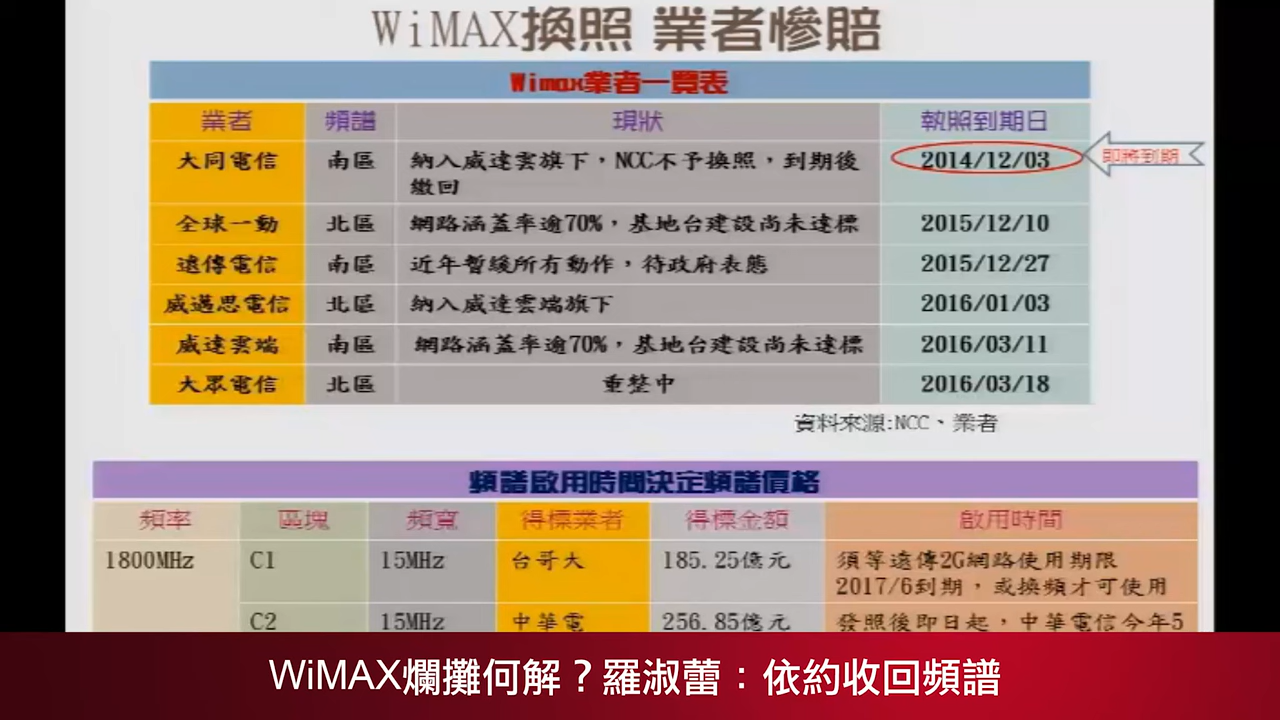 WiMAX換照 業者慘賠
Wimax業者一覽表
業者 頻譜 現狀 執照到期日
大同電信 南區 納入威達雲旗下，NCC不予換照，到期後 2014/12/03 即將到期
繳回
全球一動 北區 網路涵蓋率逾70%，基地台建設尚未達標 2015/12/10
遠傳電信 南區 近年暫緩所有動作，待政府表態 2015/12/27
威邁思電信 北區 納入威達雲端旗下 2016/01/03
威達雲端 南區 網路涵蓋率逾70%，基地台建設尚未達標 2016/03/11
大眾電信 北區 重整中 2016/03/18
資料來源:NCC、業者
頻譜啟用時間決定頻譜價格
頻率 區塊 頻寬 得標業者 得標金額 啟用時間
1800MHz C1 15MHz 台哥大 185.25億元 須等遠傳2G網路使用期限
2017/6到期，或換頻才可使用
C2 15MHz 中華電 256.85億元 發照後即日起，中華電信今年5
WiMAX爛攤何解？羅淑蕾：依約收回頻譜